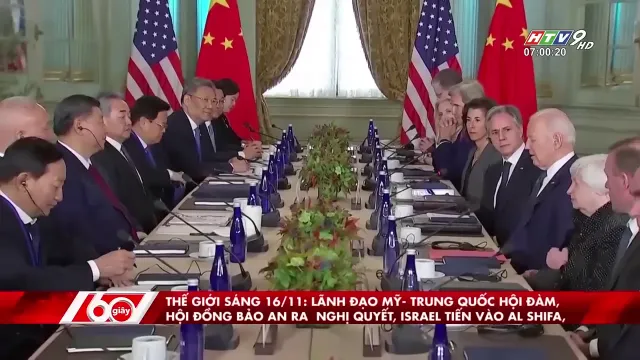 HTV9 HD
07:00:20
60 giây
THẾ GIỚI SÁNG 16/11: LÃNH ĐẠO MỸ- TRUNG QUỐC HỘI ĐÀM,
HỘI ĐỒNG BẢO AN RA  NGHỊ QUYẾT, ISRAEL TIẾN VÀO AL SHIFA,